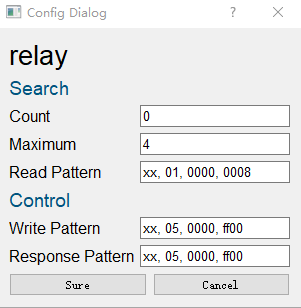 Config Dialog ? ×
relay
Search
Count 0
Maximum 4
Read Pattern xx, 01, 0000, 0008
Control
Write Pattern xx, 05, 0000, ff00
Response Pattern xx, 05, 0000, ff00
Sure Cancel